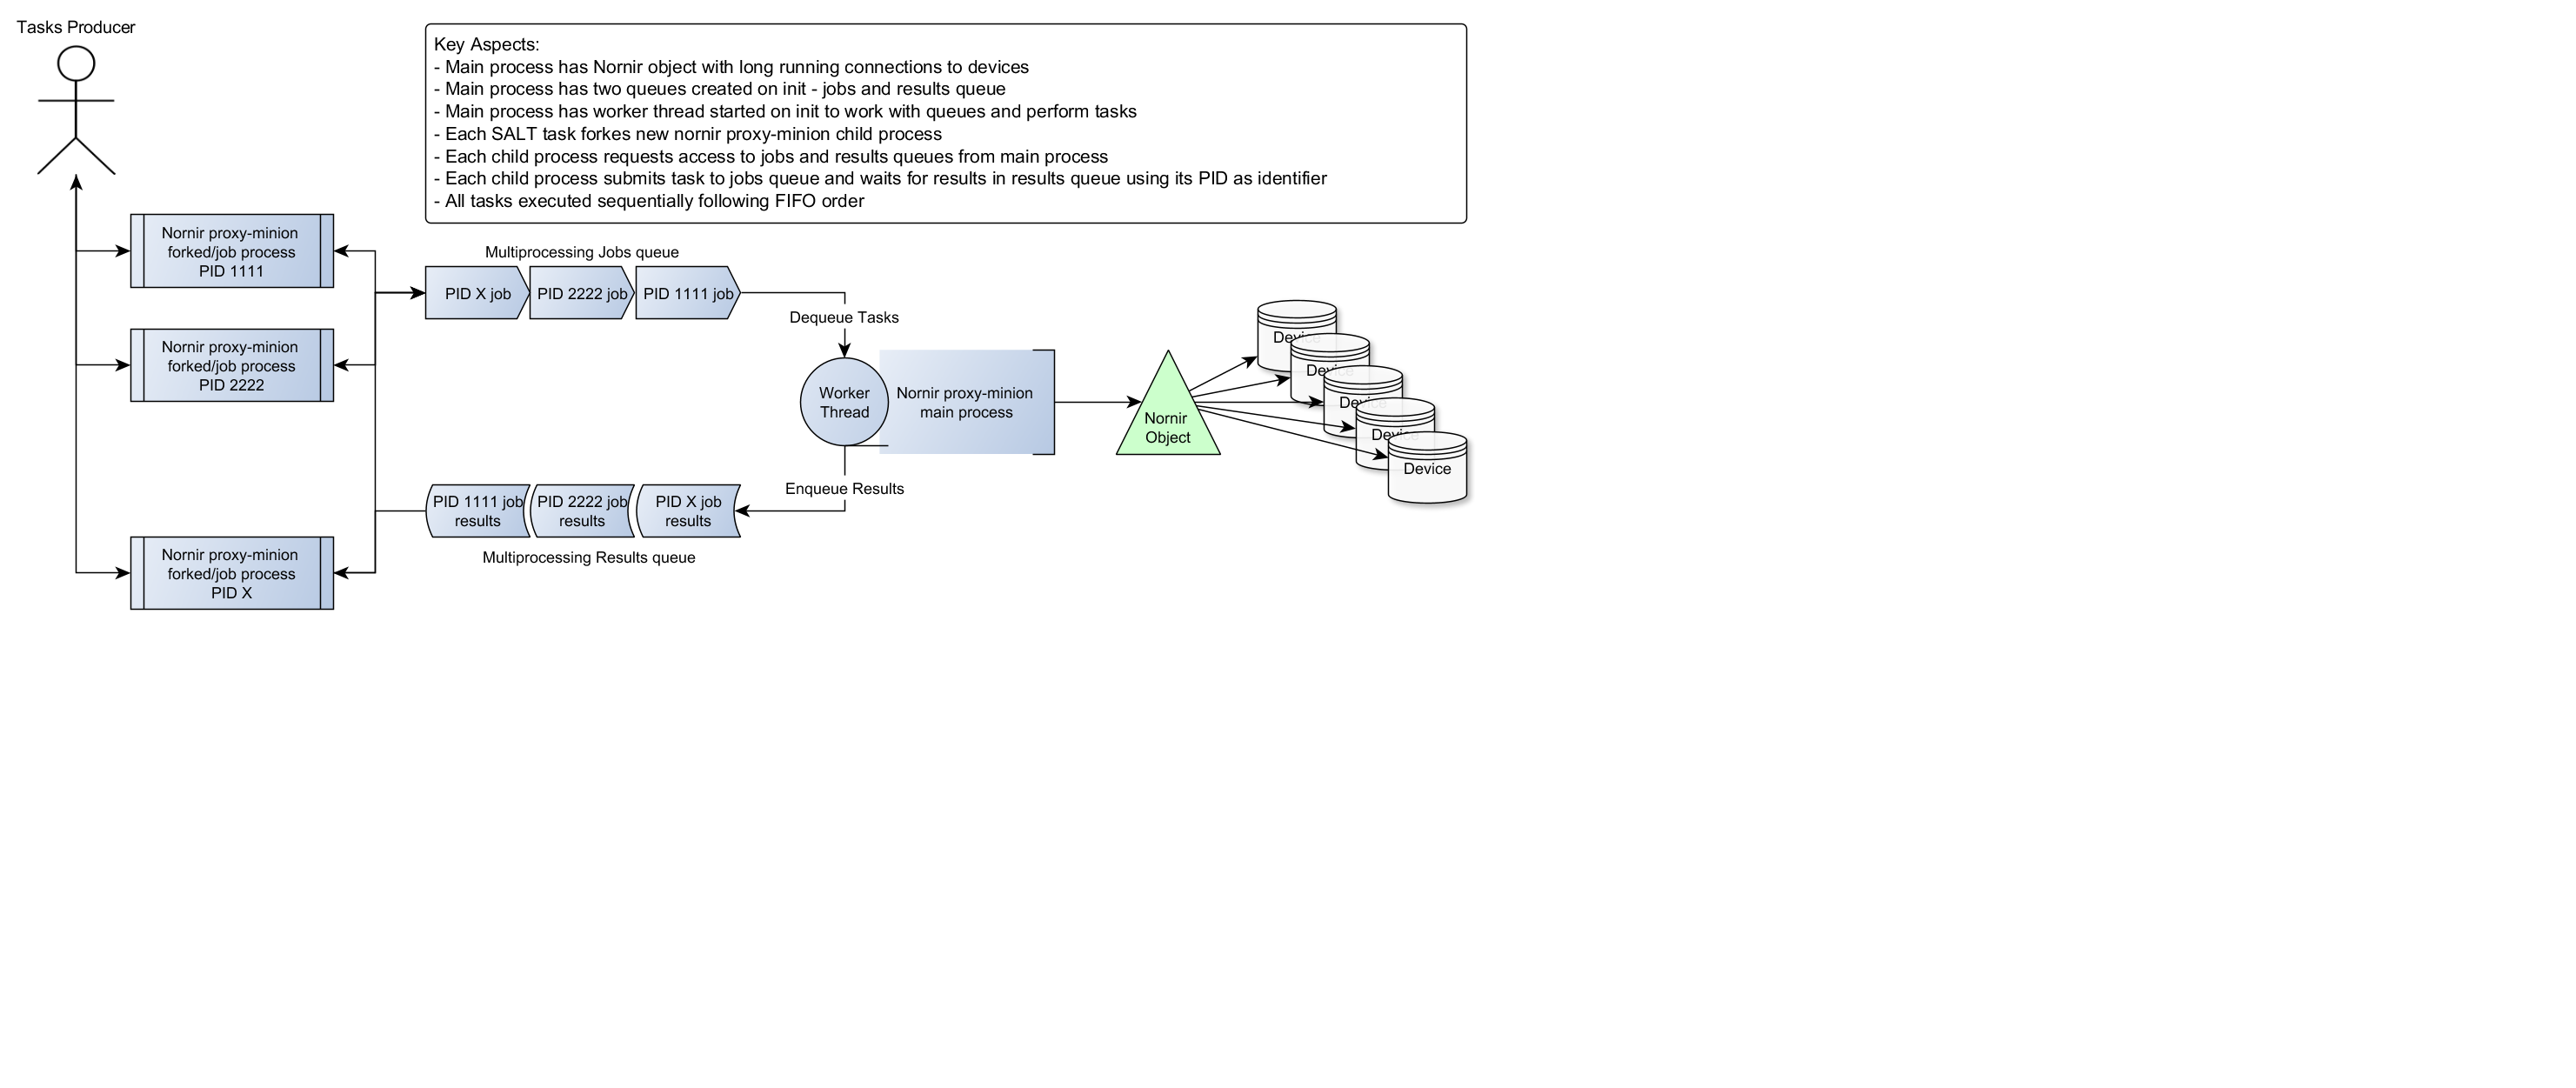 Tasks Producer
Key Aspects:
- Main process has Nornir object with long running connections to devices
- Main process has two queues created on init - jobs and results queue
- Main process has worker thread started on init to work with queues and perform tasks
- Each SALT task forkes new nornir proxy-minion child process
- Each child process requests access to jobs and results queues from main process
- Each child process submits task to jobs queue and waits for results in results queue using its PID as identifier
- All tasks executed sequentially following FIFO order
Nornir proxy-minion
forked/job process
PID 1111
Nornir proxy-minion
forked/job process
PID 2222
Nornir proxy-minion
forked/job process
PID X
Multiprocessing Jobs queue
PID X job
PID 2222 job
PID 1111 job
Dequeue Tasks
Worker
Thread
Nornir proxy-minion
main process
Nornir
Object
Device
Device
Device
Device
Device
Enqueue Results
PID 1111 job
results
PID 2222 job
results
PID X job
results
Multiprocessing Results queue